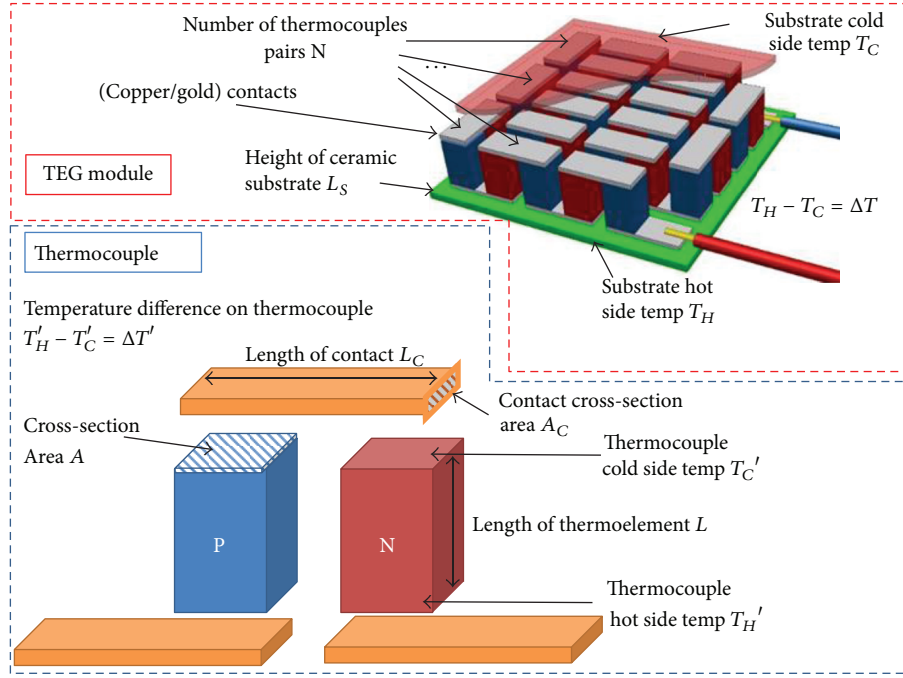 Number of thermocouples
pairs N
...
(Copper/gold) contacts
Height of ceramic
substrate L_S
TEG module
Substrate cold
side temp T_C
T_H − T_C = ΔT
Substrate hot
side temp T_H
Thermocouple
Temperature difference on thermocouple
T′_H − T′_C = ΔT′
Length of contact L_C
Contact cross-section
area A_C
Cross-section
Area A
Thermocouple
cold side temp T_C′
P
N
Length of thermoelement L
Thermocouple
hot side temp T_H′